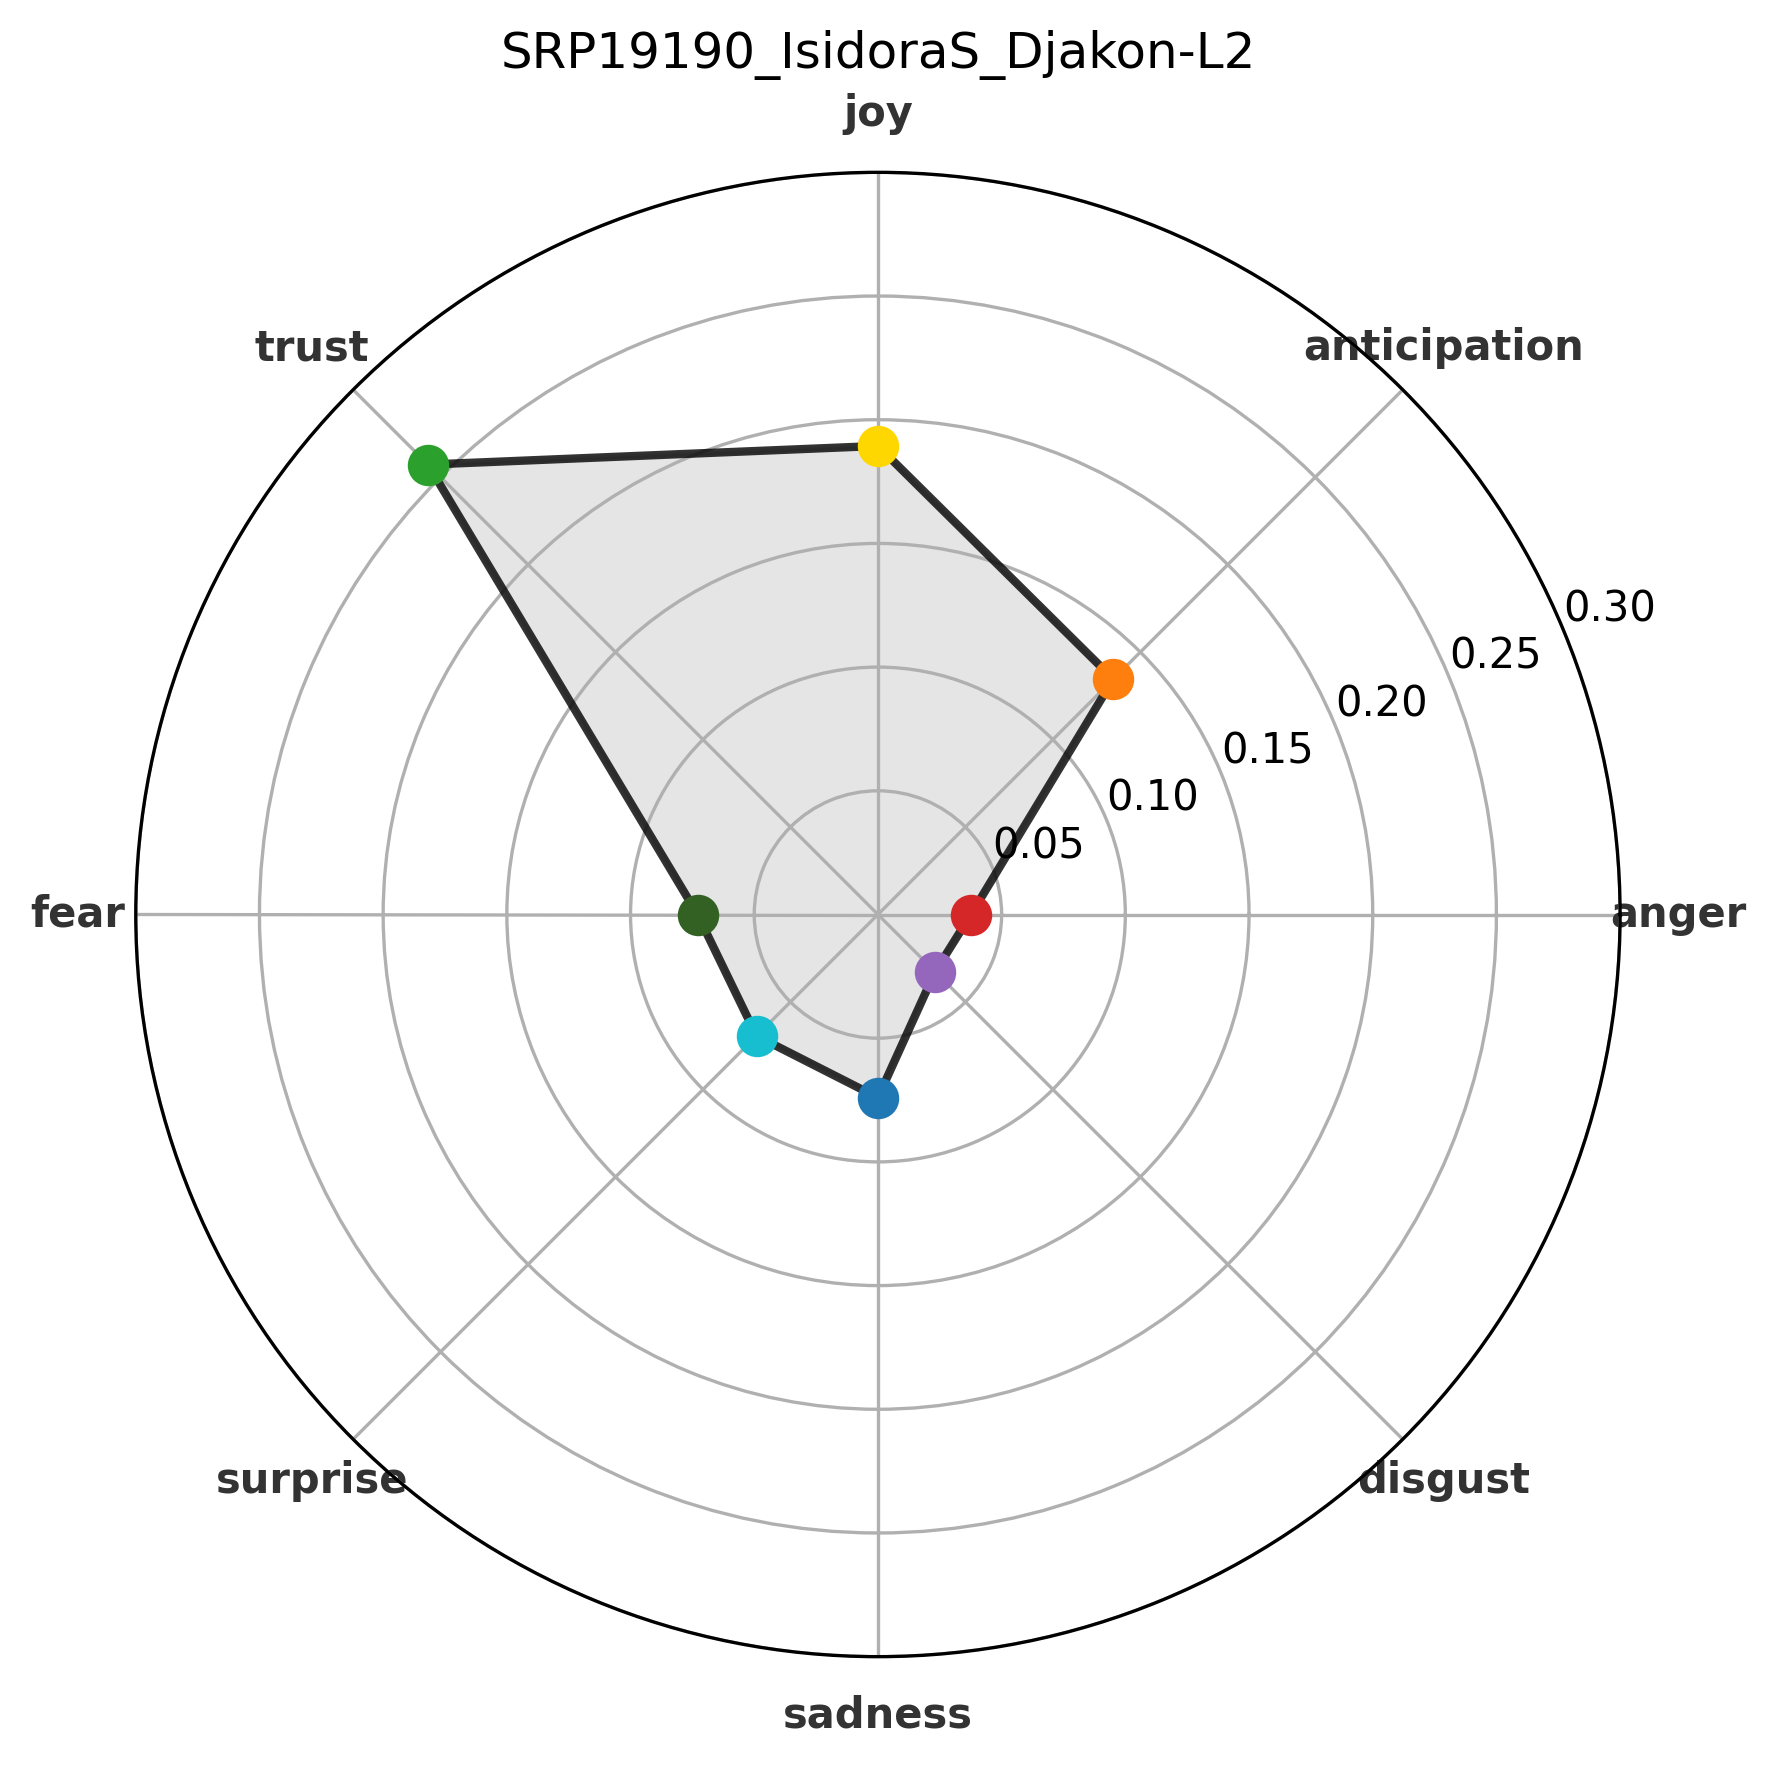 SRP19190_IsidoraS_Djakon-L2
joy
trust
anticipation
0.30
0.25
0.20
0.15
0.10
0.05
fear
anger
surprise
disgust
sadness